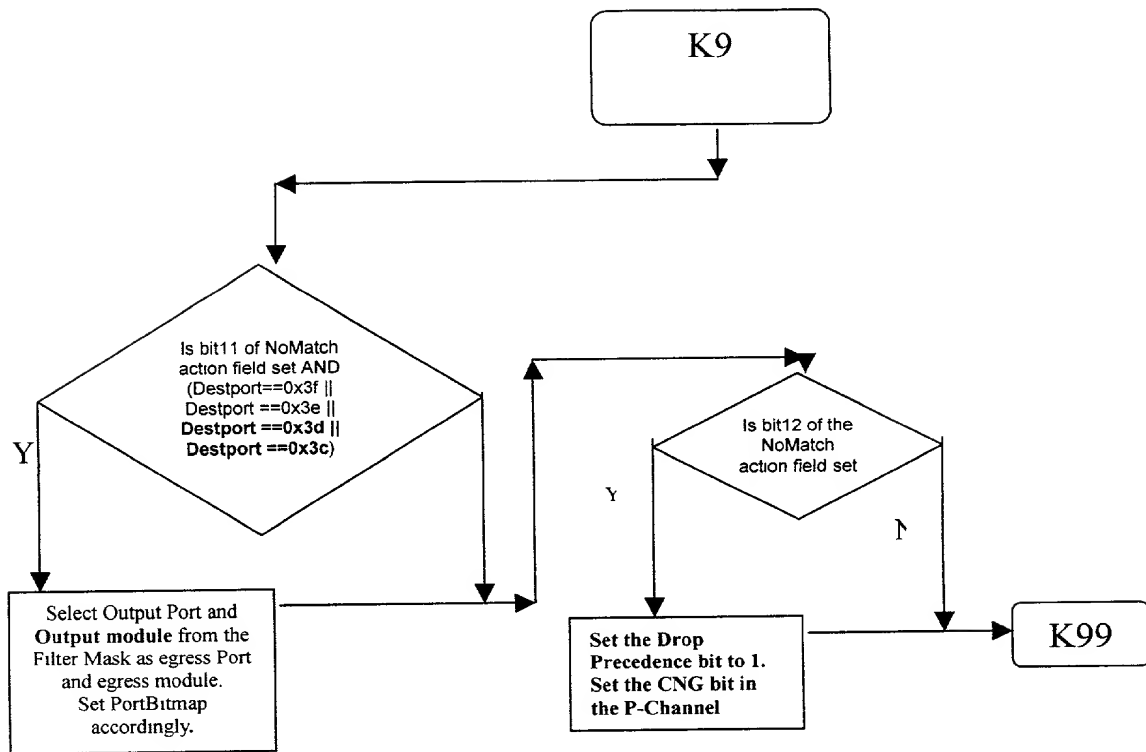 K9
Is bit11 of NoMatch
action field set AND
(Destport==0x3f ||
Destport ==0x3e ||
Destport ==0x3d ||
Destport ==0x3c)
Y
Select Output Port and
Output module from the
Filter Mask as egress Port
and egress module.
Set PortBitmap
accordingly.
Is bit12 of the
NoMatch
action field set
Y
Set the Drop
Precedence bit to 1.
Set the CNG bit in
the P-Channel
K99